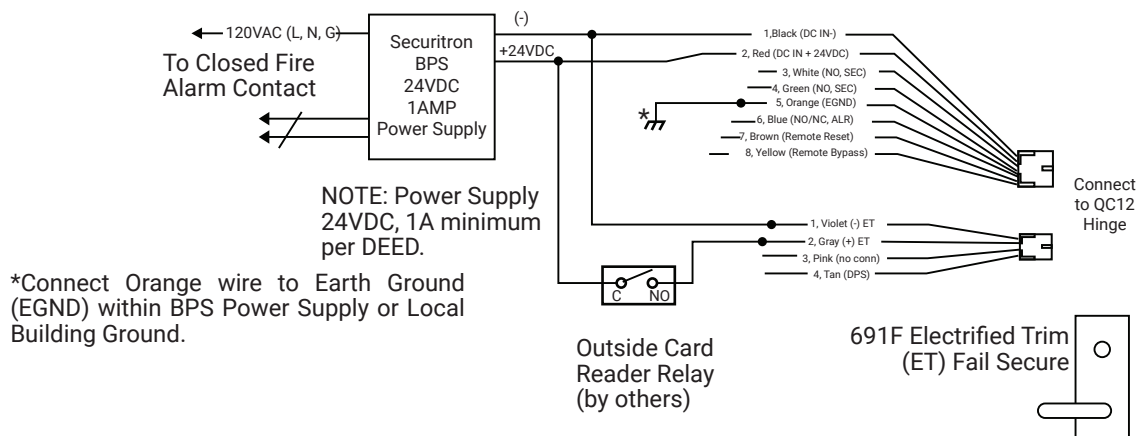 120VAC (L, N, G)
To Closed Fire
Alarm Contact
Securitron
BPS
24VDC
1AMP
Power Supply
(-)
+24VDC
NOTE: Power Supply
24VDC, 1A minimum
per DEED.
*Connect Orange wire to Earth Ground
(EGND) within BPS Power Supply or Local
Building Ground.
1,Black (DC IN-)
2, Red (DC IN + 24VDC)
3, White (NO, SEC)
4, Green (NO, SEC)
*
5, Orange (EGND)
6, Blue (NO/NC, ALR)
7, Brown (Remote Reset)
8, Yellow (Remote Bypass)
Connect
to QC12
Hinge
1, Violet (-) ET
2, Gray (+) ET
3, Pink (no conn)
4, Tan (DPS)
C NO
Outside Card
Reader Relay
(by others)
691F Electrified Trim
(ET) Fail Secure